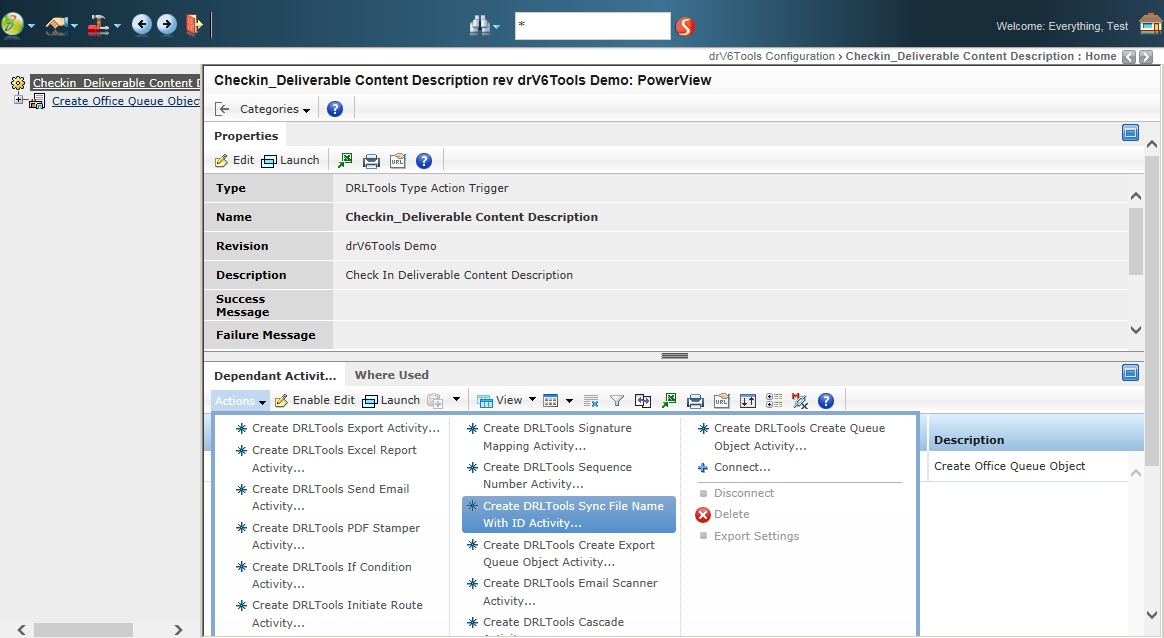 *
Welcome: Everything, Test
drV6Tools Configuration › Checkin_Deliverable Content Description : Home
Checkin_Deliverable Content D
Create Office Queue Object
Checkin_Deliverable Content Description rev drV6Tools Demo: PowerView
Categories
Properties
Edit Launch
Type DRLTools Type Action Trigger
Name Checkin_Deliverable Content Description
Revision drV6Tools Demo
Description Check In Deliverable Content Description
Success
Message
Failure Message
Dependant Activit... Where Used
Actions Enable Edit Launch View
Description
Create Office Queue Object
Create DRLTools Export Activity...
Create DRLTools Excel Report
Activity...
Create DRLTools Send Email
Activity...
Create DRLTools PDF Stamper
Activity...
Create DRLTools If Condition
Activity...
Create DRLTools Initiate Route
Activity...
Create DRLTools Signature
Mapping Activity...
Create DRLTools Sequence
Number Activity...
Create DRLTools Sync File Name
With ID Activity...
Create DRLTools Create Export
Queue Object Activity...
Create DRLTools Email Scanner
Activity...
Create DRLTools Cascade
Create DRLTools Create Queue
Object Activity...
Connect...
Disconnect
Delete
Export Settings